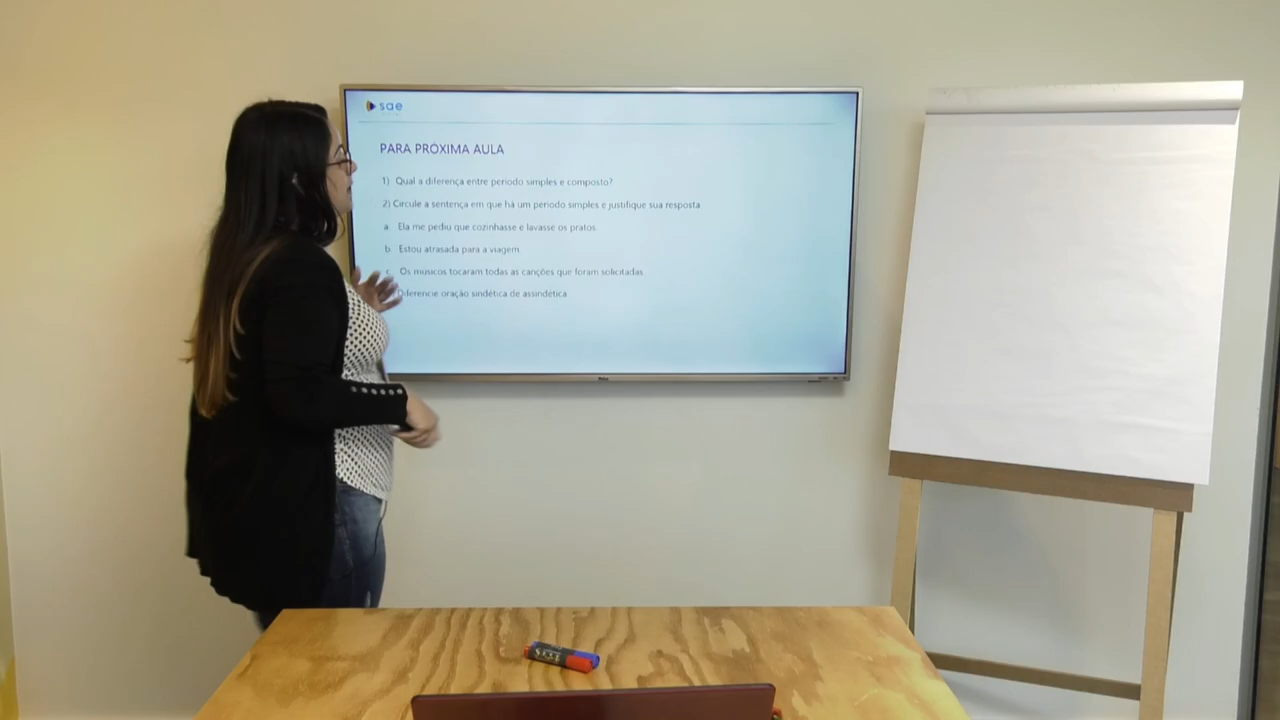 sae
PARA PRÓXIMA AULA
1) Qual a diferença entre período simples e composto?
2) Circule a sentença em que há um período simples e justifique sua resposta
a. Ela me pediu que cozinhasse e lavasse os pratos.
b. Estou atrasada para a viagem.
c. Os músicos tocaram todas as canções que foram solicitadas.
Diferencie oração sindética de assindética